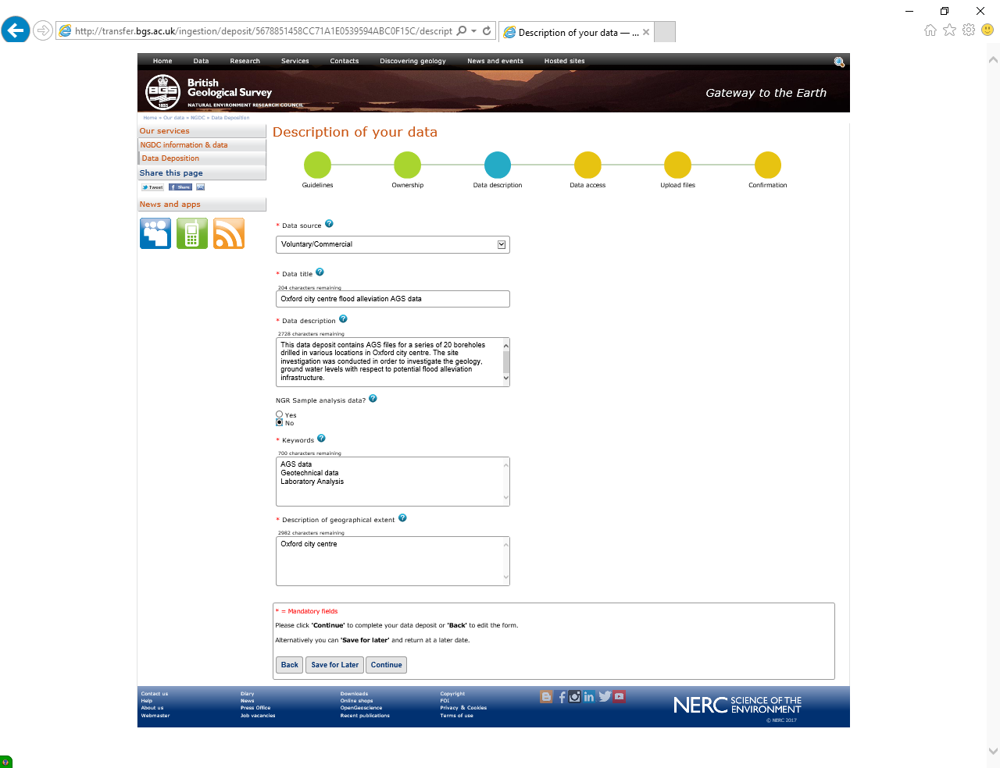 http://transfer.bgs.ac.uk/ingestion/deposit/5678851458CC71A1E0539594ABC0F15C/descript
Description of your data — ...
Home Data Research Services Contacts Discovering geology News and events Hosted sites
BGS
1835
British
Geological Survey
NATURAL ENVIRONMENT RESEARCH COUNCIL
Gateway to the Earth
Home » Our data » NGDC » Data Deposition
Our services
NGDC information & data
Data Deposition
Share this page
Tweet Share
News and apps
Description of your data
Guidelines Ownership Data description Data access Upload files Confirmation
* Data source ?
Voluntary/Commercial
* Data title ?
204 characters remaining
Oxford city centre flood alleviation AGS data
* Data description ?
2728 characters remaining
This data deposit contains AGS files for a series of 20 boreholes
drilled in various locations in Oxford city centre. The site
investigation was conducted in order to investigate the geology,
ground water levels with respect to potential flood alleviation
infrastructure.
NGR Sample analysis data? ?
Yes
No
* Keywords ?
700 characters remaining
AGS data
Geotechnical data
Laboratory Analysis
* Description of geographical extent ?
2982 characters remaining
Oxford city centre
* = Mandatory fields
Please click 'Continue' to complete your data deposit or 'Back' to edit the form.
Alternatively you can 'Save for later' and return at a later date.
Back Save for Later Continue
Contact us Diary Downloads Copyright
Help News Online shops FOI
About us Press Office OpenGeoscience Privacy & Cookies
Webmaster Job vacancies Recent publications Terms of use
NERC SCIENCE OF THE
ENVIRONMENT
© NERC 2017